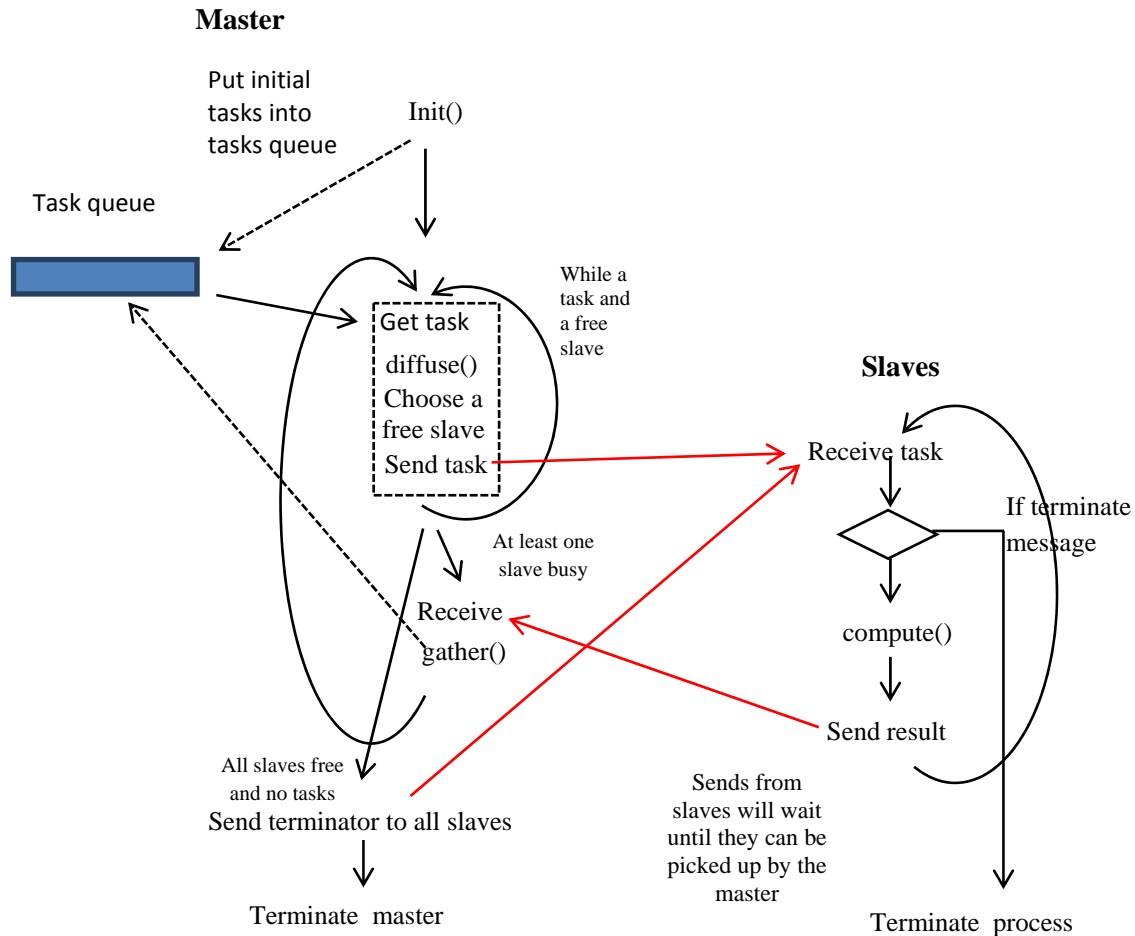 Master
Put initial
tasks into
tasks queue
Init()
Task queue
While a
task and
a free
slave
Get task
diffuse()
Choose a
free slave
Send task
Slaves
Receive task
If terminate
message
At least one
slave busy
Receive
gather()
compute()
Send result
All slaves free
and no tasks
Send terminator to all slaves
Sends from
slaves will wait
until they can be
picked up by the
master
Terminate  master
Terminate  process